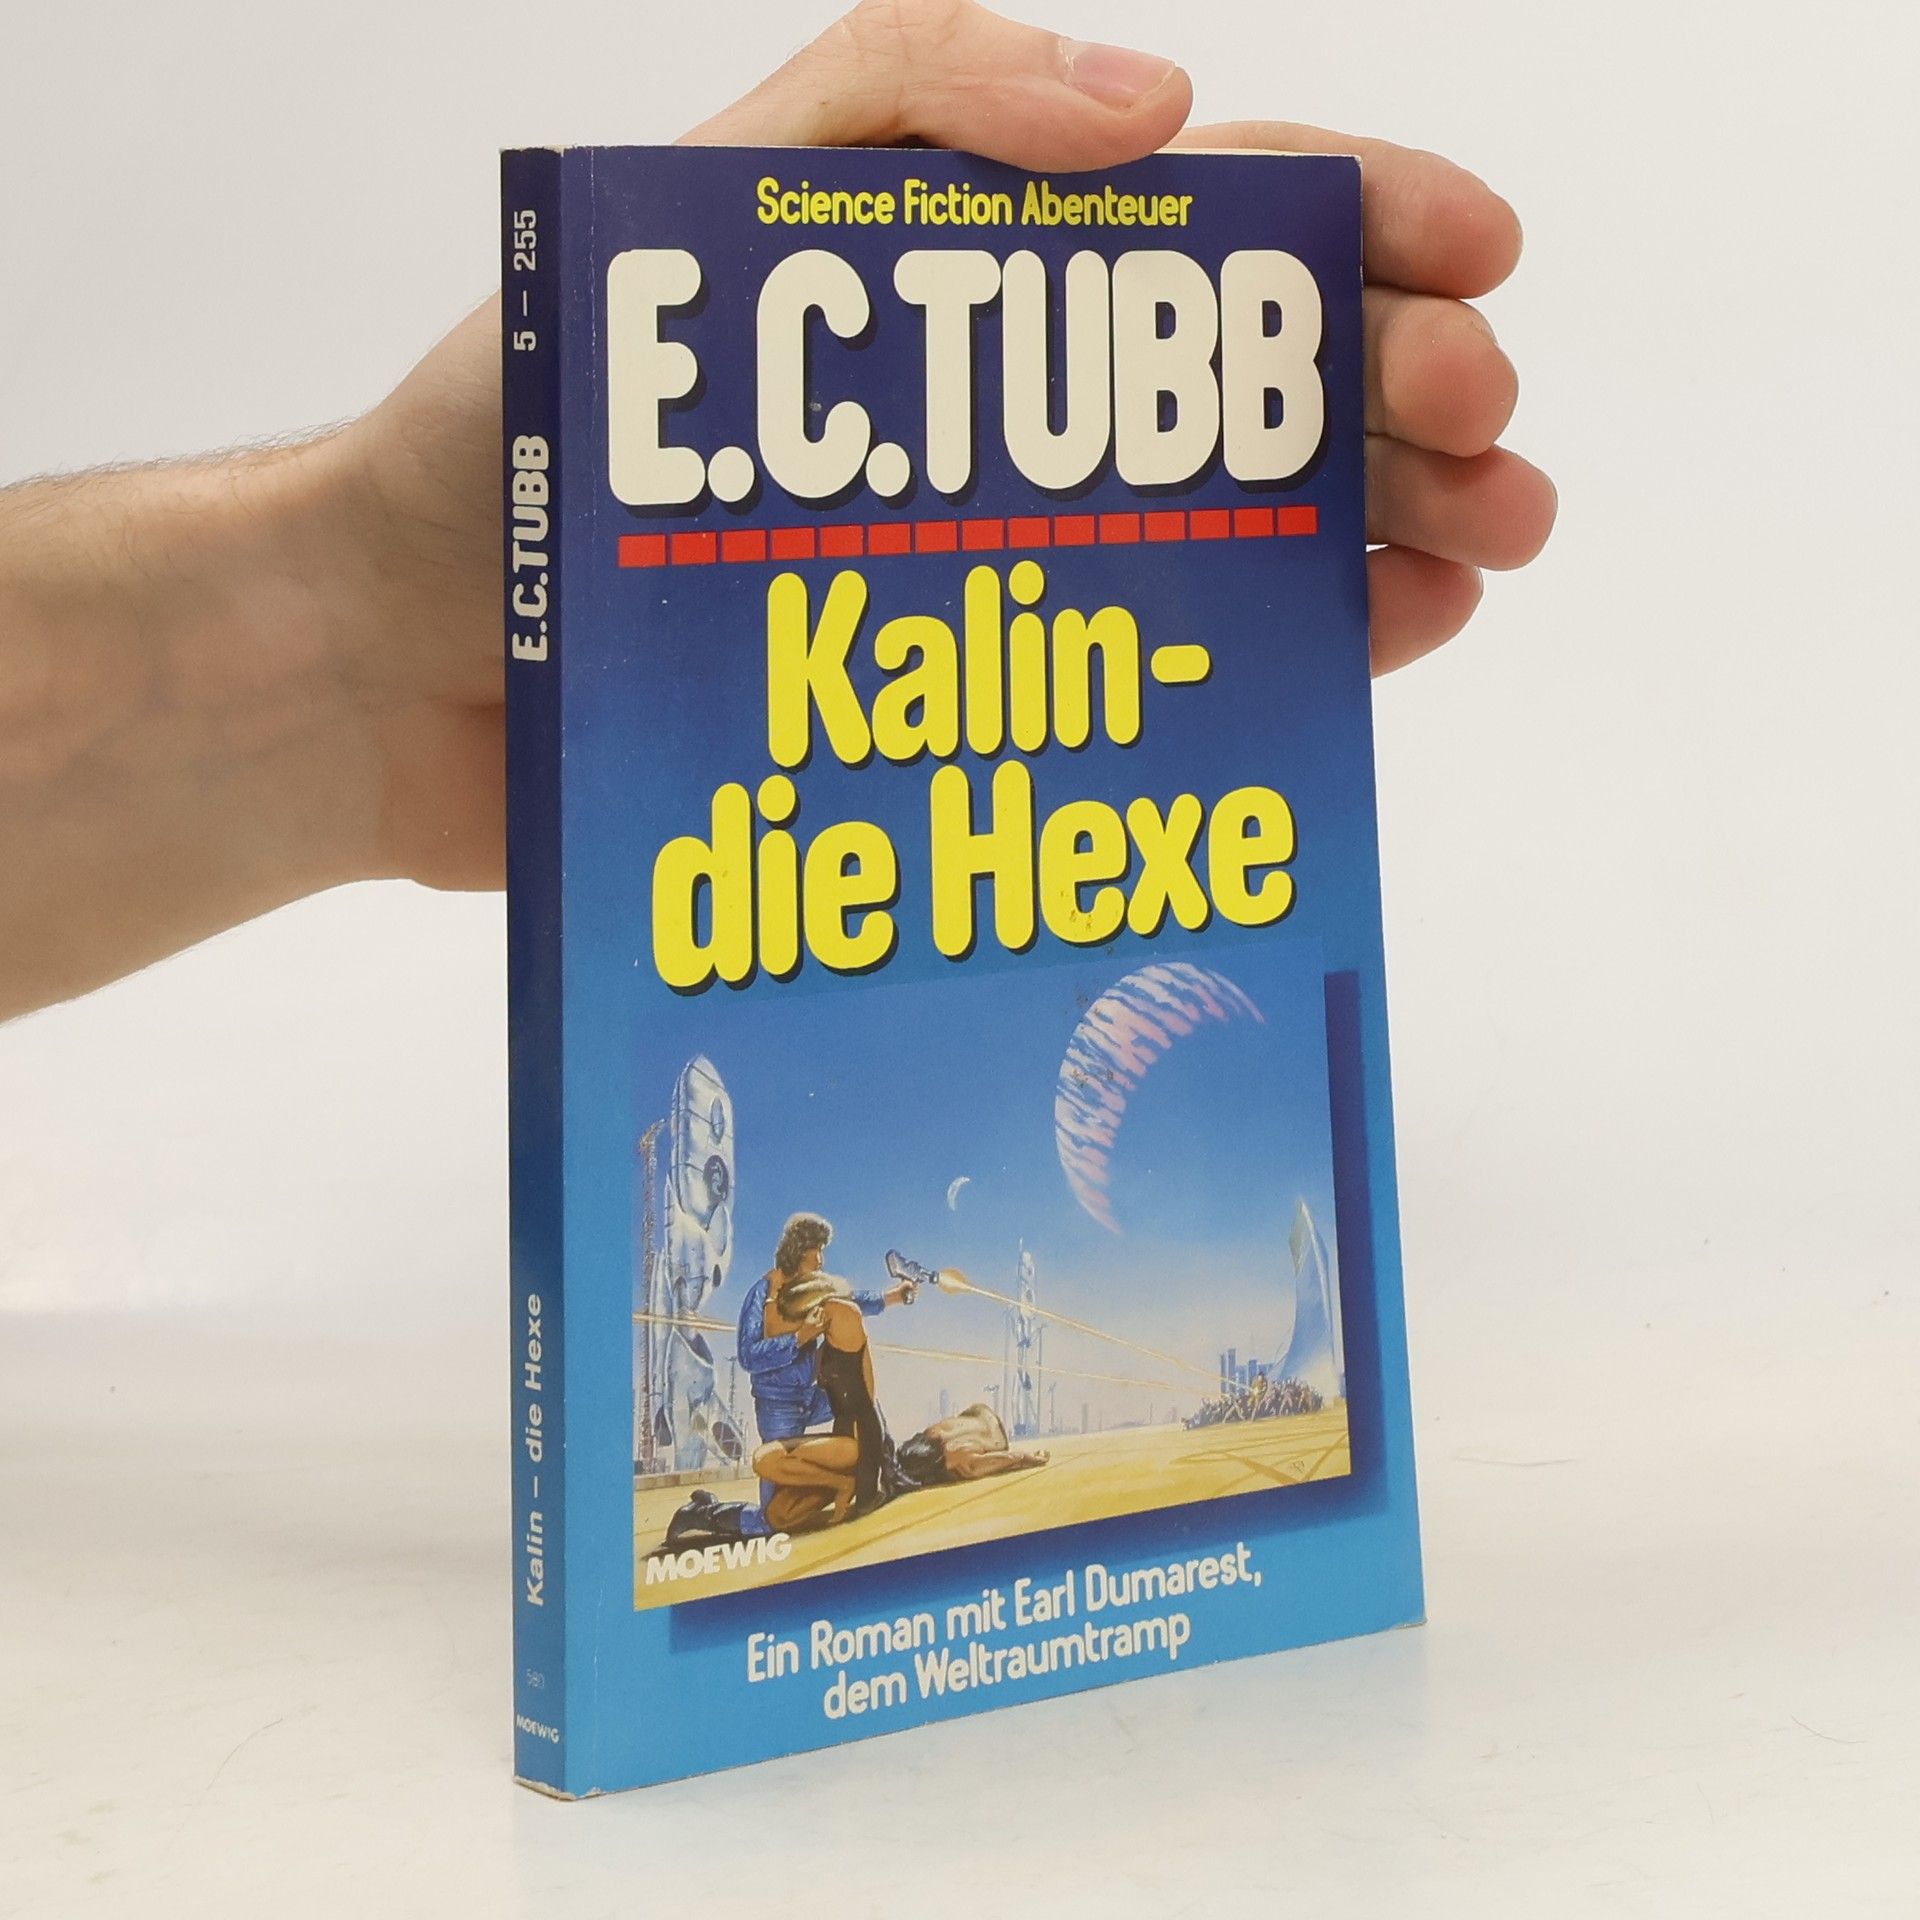 Science Fiction Abenteuer
E.C.TUBB
Kalin-
die Hexe
MOEWIG
Ein Roman mit Earl Dumarest,
dem Weltraumtramp
5 – 255
E.C.TUBB
Kalin – die Hexe
580
MOEWIG